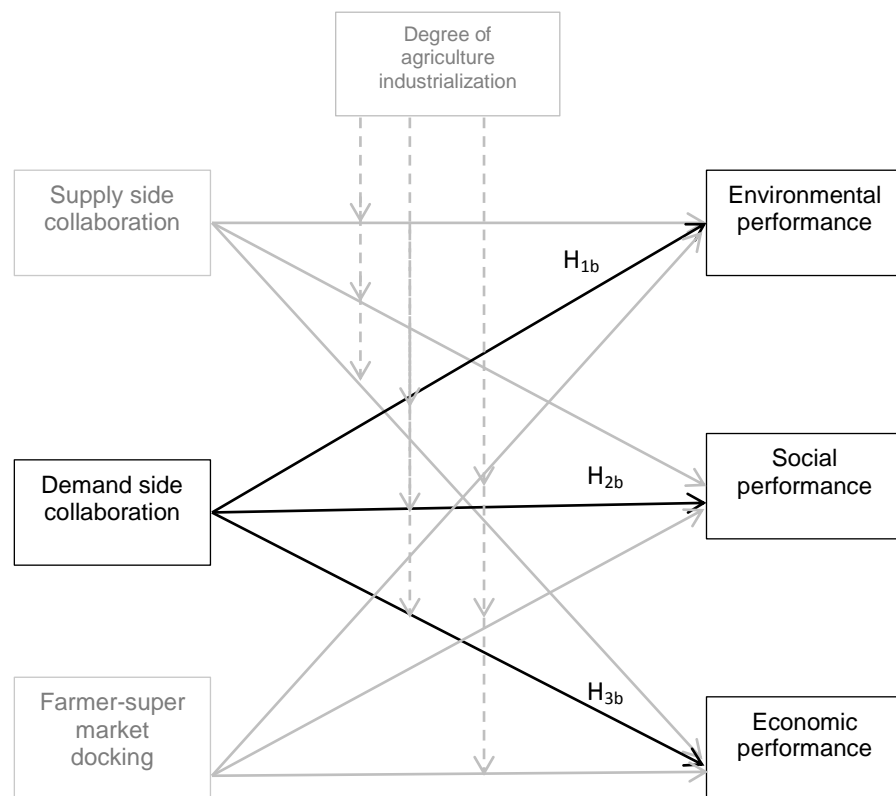 Degree of
agriculture
industrialization
Supply side
collaboration
Environmental
performance
H1b
Demand side
collaboration
H2b
Social
performance
Farmer-super
market
docking
H3b
Economic
performance